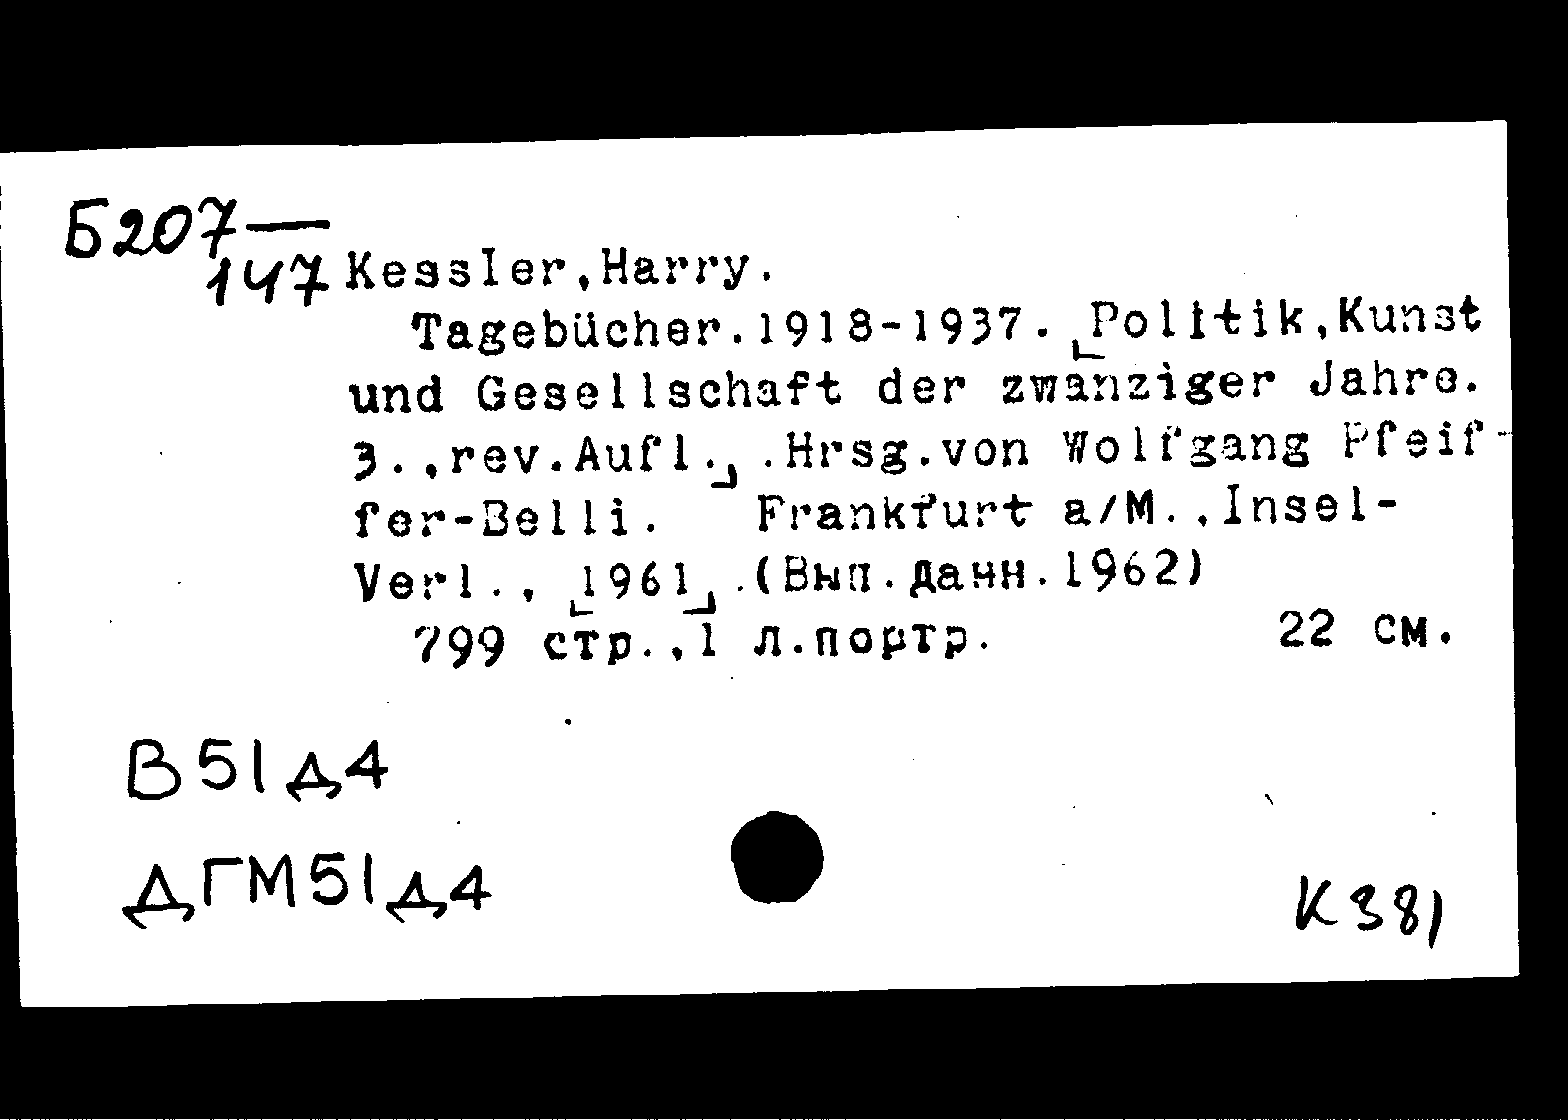 Б207—
147 Kessler,Harry.
Tagebücher.1918-1937. [Politik,Kunst
und Gesellschaft der zwanziger Jahre.
3.,rev.Aufl.] .Hrsg.von Wolfgang Pfeif-
fer-Belli. Frankfurt a/M.,Insel-
Verl., [1961] .(Вып.данн.1962)
799 стр.,1 л.портр. 22 см.
В51д4
ДГМ51д4
К381